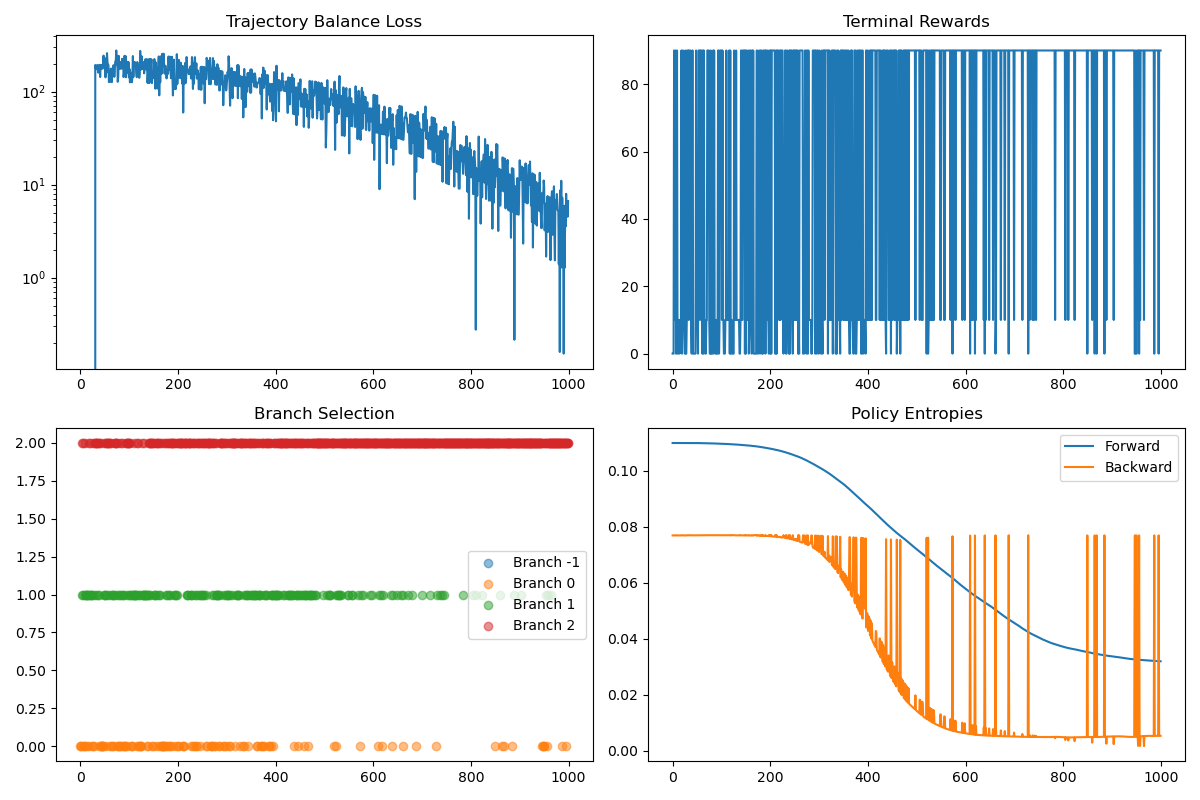 Trajectory Balance Loss
10²
10¹
10⁰
0 200 400 600 800 1000
Terminal Rewards
80
60
40
20
0
0 200 400 600 800 1000
Branch Selection
2.00
1.75
1.50
1.25
1.00
0.75
0.50
0.25
0.00
Branch -1
Branch 0
Branch 1
Branch 2
0 200 400 600 800 1000
Policy Entropies
Forward
Backward
0.10
0.08
0.06
0.04
0.02
0.00
0 200 400 600 800 1000